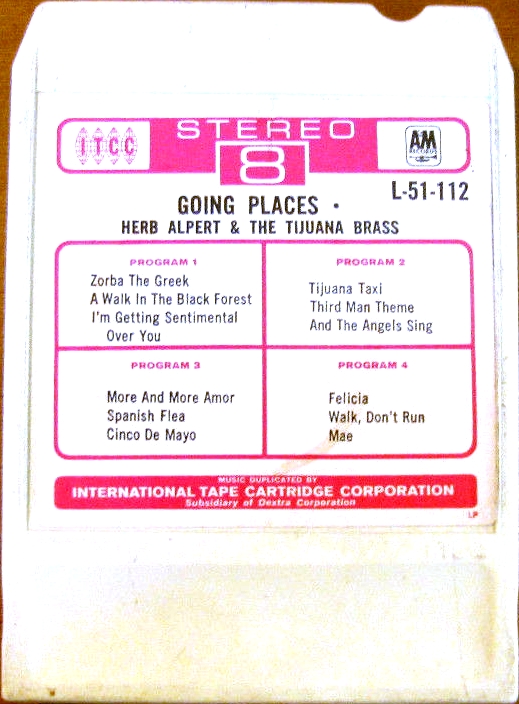 ITCC
STEREO
8
AM
RECORDS
L-51-112
GOING PLACES •
HERB ALPERT & THE TIJUANA BRASS
PROGRAM 1
Zorba The Greek
A Walk In The Black Forest
I'm Getting Sentimental
Over You
PROGRAM 2
Tijuana Taxi
Third Man Theme
And The Angels Sing
PROGRAM 3
More And More Amor
Spanish Flea
Cinco De Mayo
PROGRAM 4
Felicia
Walk, Don't Run
Mae
MUSIC DUPLICATED BY
INTERNATIONAL TAPE CARTRIDGE CORPORATION
Subsidiary of Dextra Corporation
LP